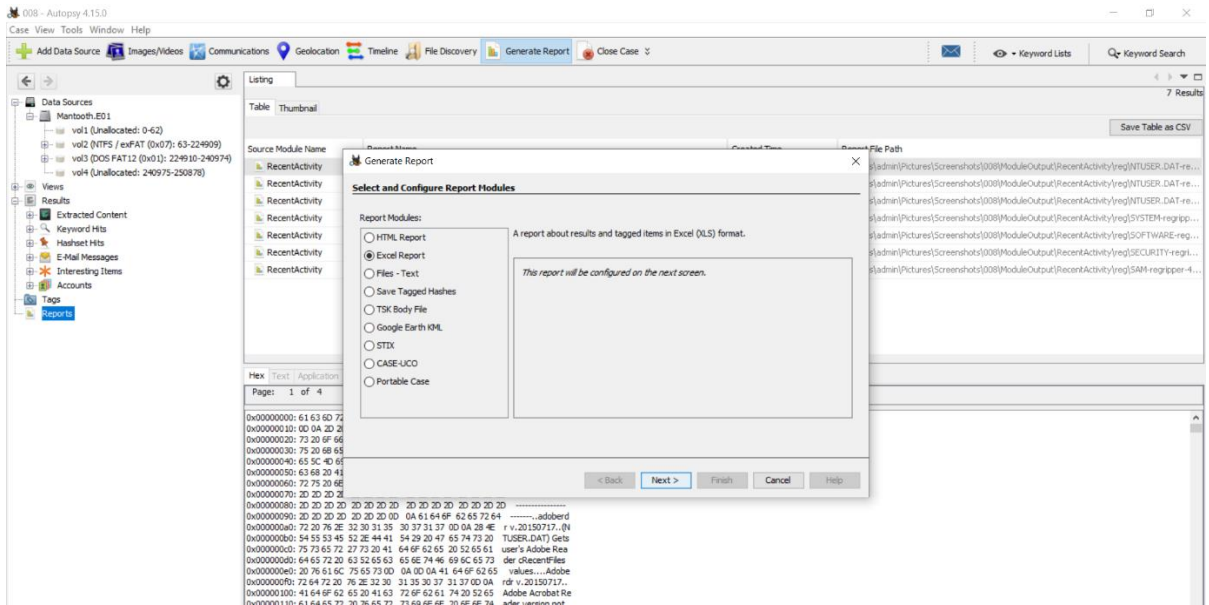 008 - Autopsy 4.15.0
Case View Tools Window Help
Add Data Source Images/Videos Communications Geolocation Timeline File Discovery Generate Report Close Case Keyword Lists Keyword Search
Listing
7 Results
Table Thumbnail
Save Table as CSV
Data Sources
Mantooth.E01
vol1 (Unallocated: 0-62)
vol2 (NTFS / exFAT (0x07): 63-224909)
vol3 (DOS FAT12 (0x01): 224910-240974)
vol4 (Unallocated: 240975-250878)
Views
Results
Extracted Content
Keyword Hits
Hashset Hits
E-Mail Messages
Interesting Items
Accounts
Tags
Reports
Source Module Name Report Name Created Time Report File Path
RecentActivity s\admin\Pictures\Screenshots\008\ModuleOutput\RecentActivity\reg\NTUSER.DAT-re...
RecentActivity s\admin\Pictures\Screenshots\008\ModuleOutput\RecentActivity\reg\NTUSER.DAT-re...
RecentActivity s\admin\Pictures\Screenshots\008\ModuleOutput\RecentActivity\reg\NTUSER.DAT-re...
RecentActivity s\admin\Pictures\Screenshots\008\ModuleOutput\RecentActivity\reg\SYSTEM-regripp...
RecentActivity s\admin\Pictures\Screenshots\008\ModuleOutput\RecentActivity\reg\SOFTWARE-reg...
RecentActivity s\admin\Pictures\Screenshots\008\ModuleOutput\RecentActivity\reg\SECURITY-regri...
RecentActivity s\admin\Pictures\Screenshots\008\ModuleOutput\RecentActivity\reg\SAM-regripper-4...
Generate Report
Select and Configure Report Modules
Report Modules:
HTML Report
Excel Report
Files - Text
Save Tagged Hashes
TSK Body File
Google Earth KML
STIX
CASE-UCO
Portable Case
A report about results and tagged items in Excel (XLS) format.
This report will be configured on the next screen.
< Back Next > Finish Cancel Help
Hex Text Application
Page: 1 of 4
0x00000000: 61 63 6D 72
0x00000010: 0D 0A 2D 2
0x00000020: 73 20 6F 66
0x00000030: 75 20 6B 65
0x00000040: 65 5C 4D 69
0x00000050: 63 68 20 41
0x00000060: 72 75 20 6E
0x00000070: 2D 2D 2D 2
0x00000080: 2D 2D 2D 2D 2D 2D 2D 2D 2D 2D 2D 2D 2D 2D 2D 2D ----------------
0x00000090: 2D 2D 2D 2D 2D 2D 2D 0D 0A 61 64 6F 62 65 72 64 -------..adoberd
0x000000a0: 72 20 76 2E 32 30 31 35 30 37 31 37 0D 0A 28 4E r v.20150717..(N
0x000000b0: 54 55 53 45 52 2E 44 41 54 29 20 47 65 74 73 20 TUSER.DAT) Gets
0x000000c0: 75 73 65 72 27 73 20 41 64 6F 62 65 20 52 65 61 user's Adobe Rea
0x000000d0: 64 65 72 20 63 52 65 63 65 6E 74 46 69 6C 65 73 der cRecentFiles
0x000000e0: 20 76 61 6C 75 65 73 0D 0A 0D 0A 41 64 6F 62 65 values....Adobe
0x000000f0: 72 64 72 20 76 2E 32 30 31 35 30 37 31 37 0D 0A rdr v.20150717..
0x00000100: 41 64 6F 62 65 20 41 63 72 6F 62 61 74 20 52 65 Adobe Acrobat Re
0x00000110: 61 64 65 72 20 76 65 72 73 69 6F 6E 20 6E 6F 74 ader version not